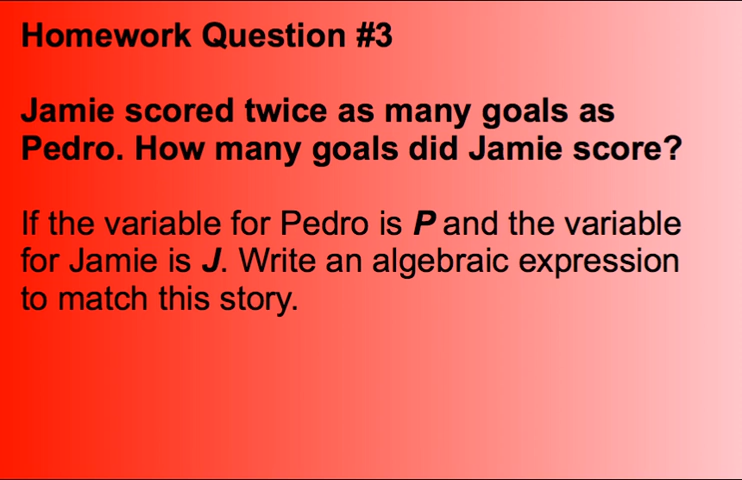 Homework Question #3
Jamie scored twice as many goals as
Pedro. How many goals did Jamie score?
If the variable for Pedro is P and the variable
for Jamie is J. Write an algebraic expression
to match this story.